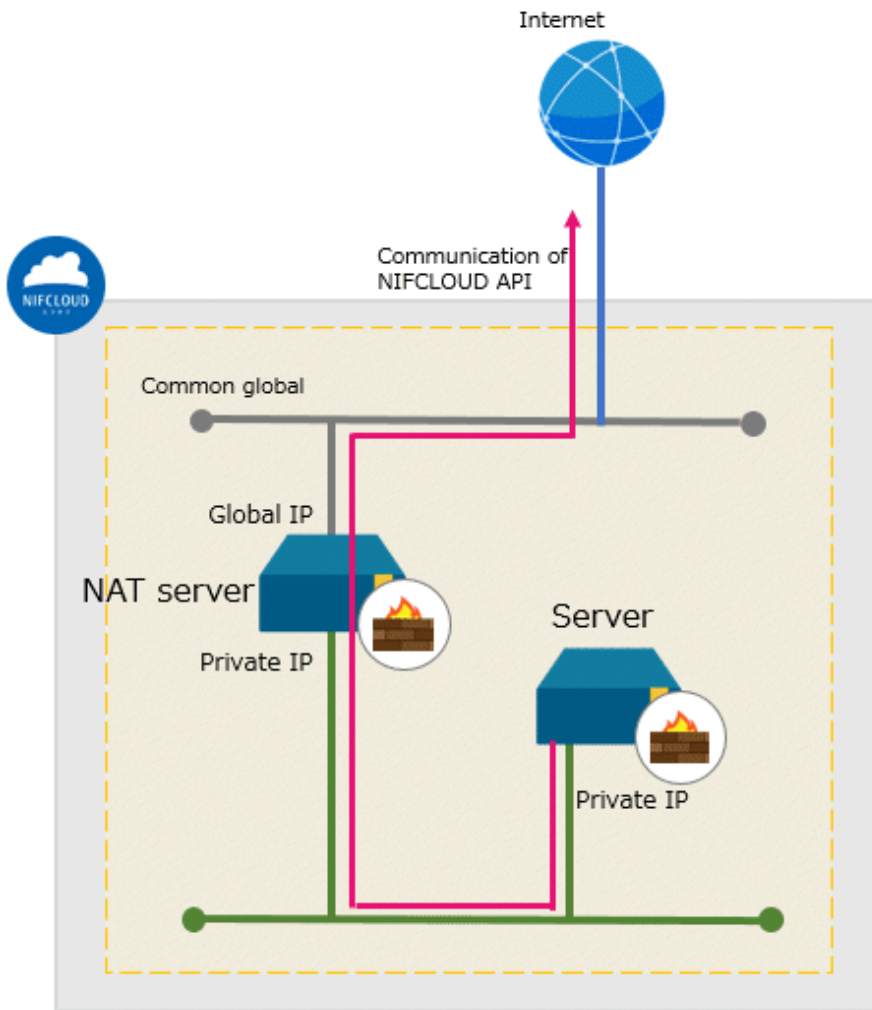 Internet
Communication of
NIFCLOUD API
NIFCLOUD
Common global
Global IP
NAT server
Server
Private IP
Private IP